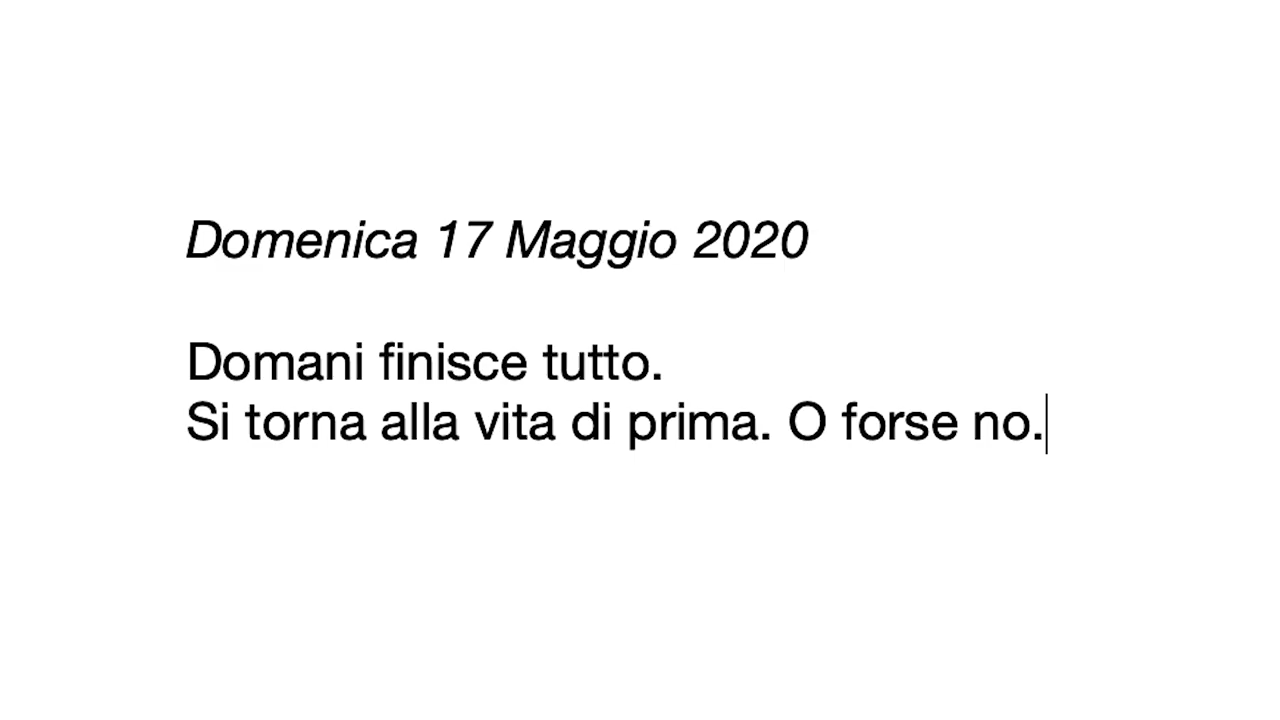 Domenica 17 Maggio 2020
Domani finisce tutto.
Si torna alla vita di prima. O forse no.